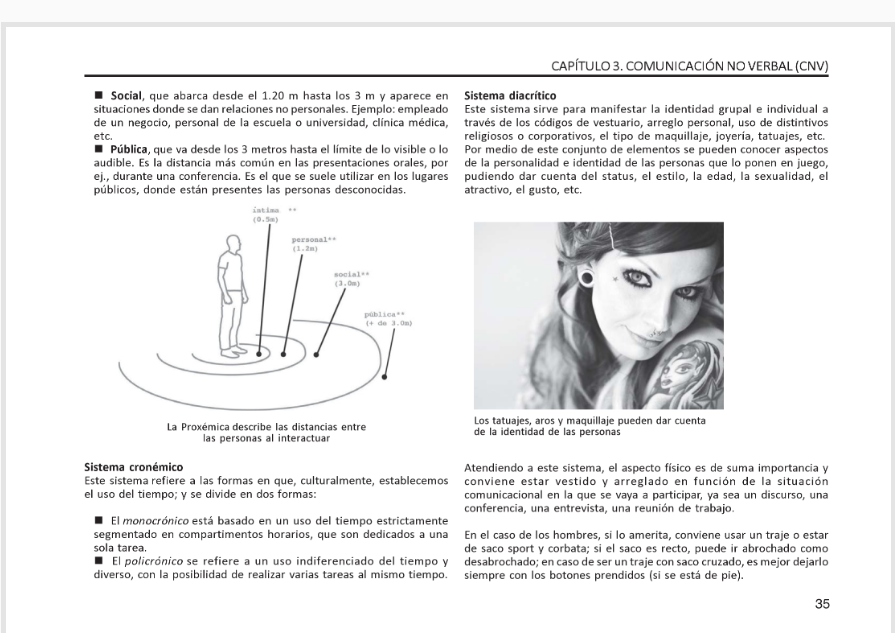 CAPÍTULO 3. COMUNICACIÓN NO VERBAL (CNV)
■ Social, que abarca desde el 1.20 m hasta los 3 m y aparece en
situaciones donde se dan relaciones no personales. Ejemplo: empleado
de un negocio, personal de la escuela o universidad, clínica médica,
etc.
■ Pública, que va desde los 3 metros hasta el límite de lo visible o lo
audible. Es la distancia más común en las presentaciones orales, por
ej., durante una conferencia. Es el que se suele utilizar en los lugares
públicos, donde están presentes las personas desconocidas.
íntima **
(0.5m)
personal**
(1.2m)
social**
(3.0m)
pública**
(+ de 3.0m)
La Proxémica describe las distancias entre
las personas al interactuar
Sistema cronémico
Este sistema refiere a las formas en que, culturalmente, establecemos
el uso del tiempo; y se divide en dos formas:
■ El monocrónico está basado en un uso del tiempo estrictamente
segmentado en compartimentos horarios, que son dedicados a una
sola tarea.
■ El policrónico se refiere a un uso indiferenciado del tiempo y
diverso, con la posibilidad de realizar varias tareas al mismo tiempo.
Sistema diacrítico
Este sistema sirve para manifestar la identidad grupal e individual a
través de los códigos de vestuario, arreglo personal, uso de distintivos
religiosos o corporativos, el tipo de maquillaje, joyería, tatuajes, etc.
Por medio de este conjunto de elementos se pueden conocer aspectos
de la personalidad e identidad de las personas que lo ponen en juego,
pudiendo dar cuenta del status, el estilo, la edad, la sexualidad, el
atractivo, el gusto, etc.
Los tatuajes, aros y maquillaje pueden dar cuenta
de la identidad de las personas
Atendiendo a este sistema, el aspecto físico es de suma importancia y
conviene estar vestido y arreglado en función de la situación
comunicacional en la que se vaya a participar, ya sea un discurso, una
conferencia, una entrevista, una reunión de trabajo.
En el caso de los hombres, si lo amerita, conviene usar un traje o estar
de saco sport y corbata; si el saco es recto, puede ir abrochado como
desabrochado; en caso de ser un traje con saco cruzado, es mejor dejarlo
siempre con los botones prendidos (si se está de pie).
35